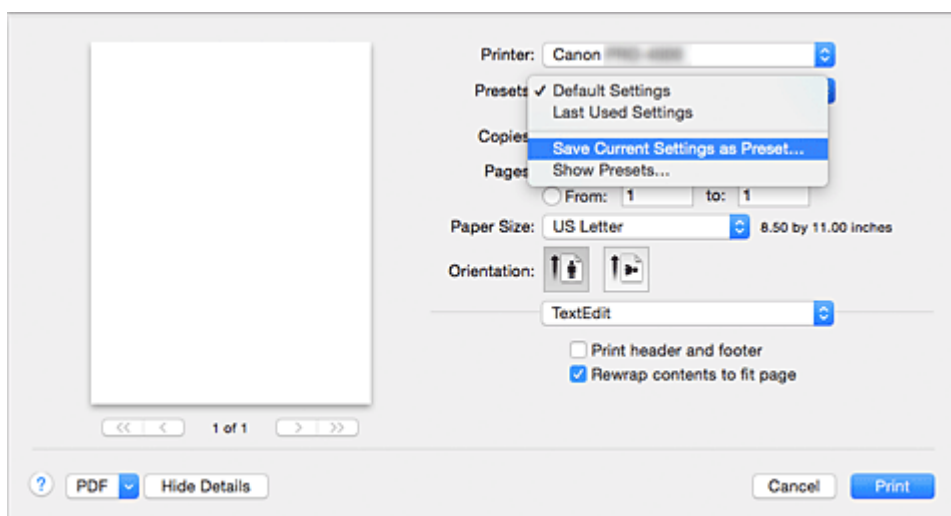 Printer: Canon
Presets ✓ Default Settings
Last Used Settings
Copies
Save Current Settings as Preset...
Pages
Show Presets...
From: 1 to: 1
Paper Size: US Letter 8.50 by 11.00 inches
Orientation:
TextEdit
Print header and footer
Rewrap contents to fit page
1 of 1
? PDF Hide Details Cancel Print